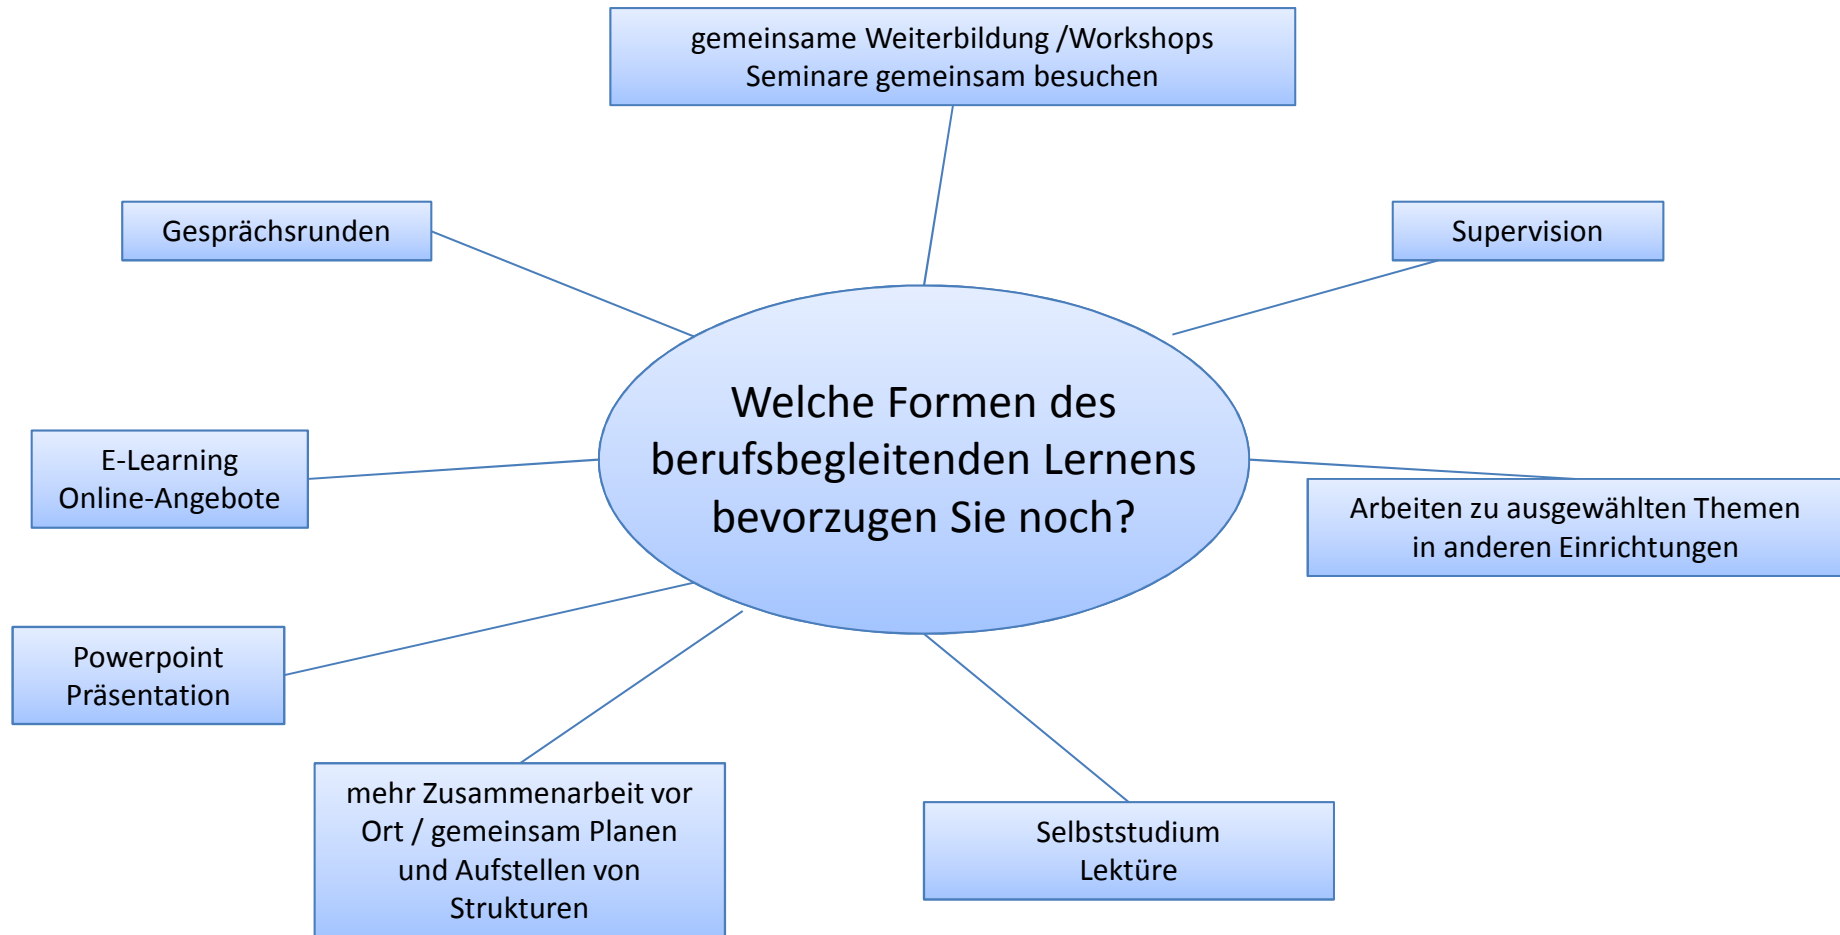 gemeinsame Weiterbildung /Workshops
Seminare gemeinsam besuchen
Gesprächsrunden
Supervision
Welche Formen des
berufsbegleitenden Lernens
bevorzugen Sie noch?
E-Learning
Online-Angebote
Arbeiten zu ausgewählten Themen
in anderen Einrichtungen
Powerpoint
Präsentation
mehr Zusammenarbeit vor
Ort / gemeinsam Planen
und Aufstellen von
Strukturen
Selbststudium
Lektüre